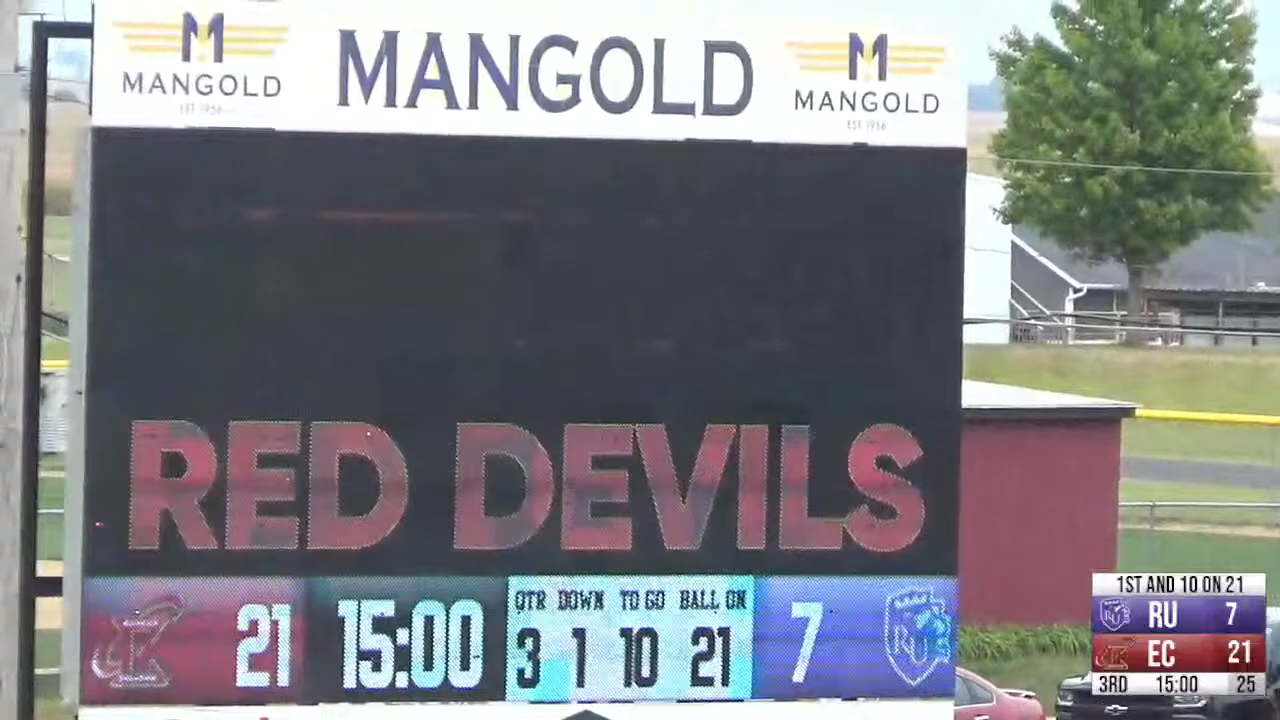 MANGOLD
EST. 1956
MANGOLD
MANGOLD
EST 1956
RED DEVILS
21
15:00
QTR DOWN TO GO BALL ON
3 1 10 21
7
RU
1ST AND 10 ON 21
RU 7
EC 21
3RD 15:00 25